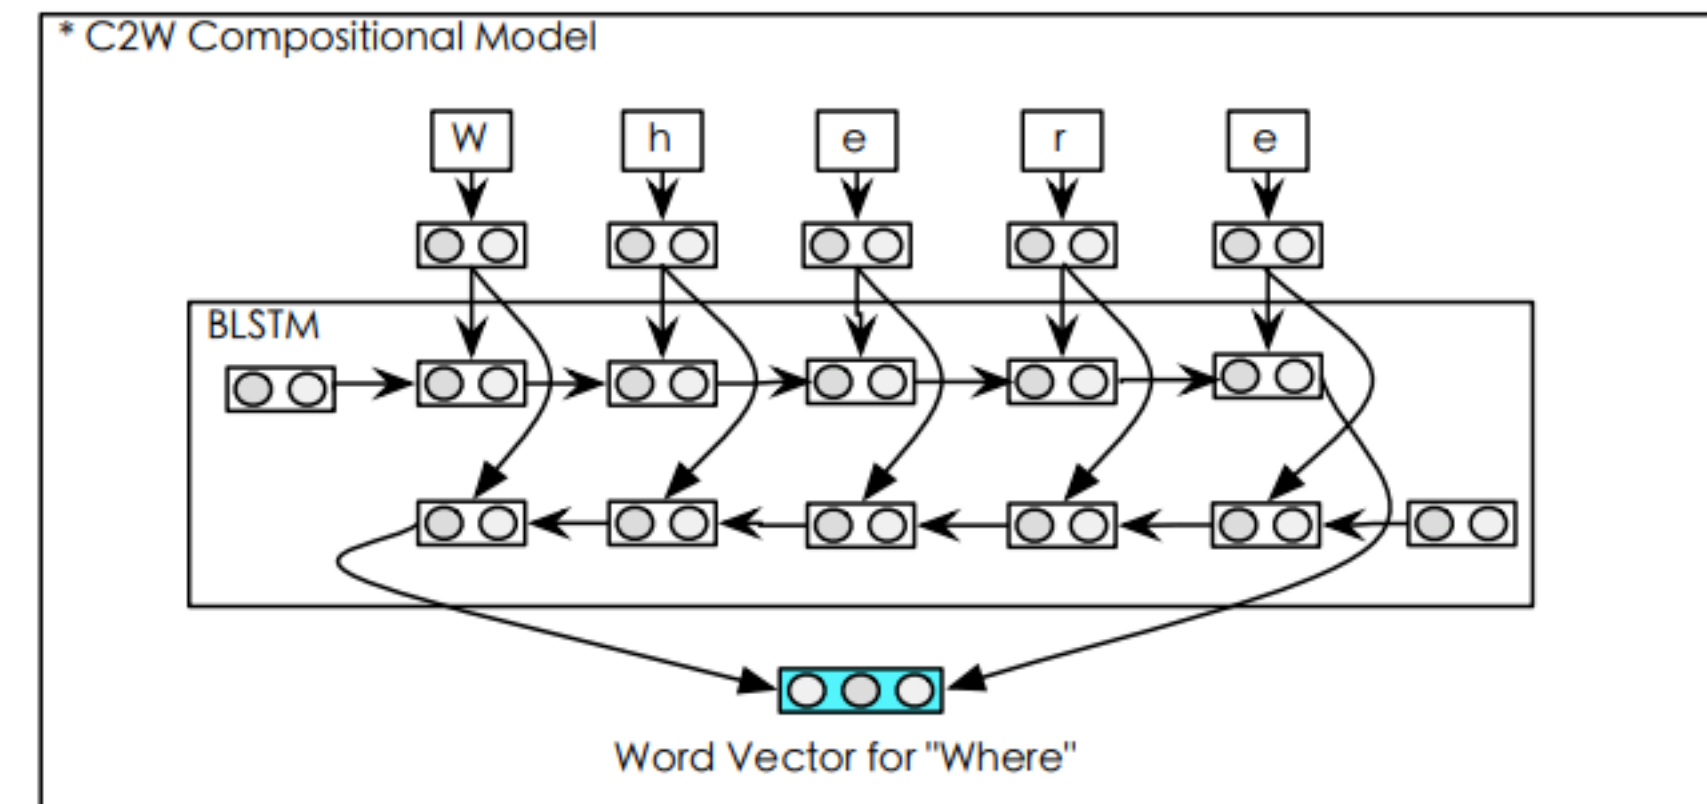 * C2W Compositional Model
W h e r e
BLSTM
Word Vector for "Where"